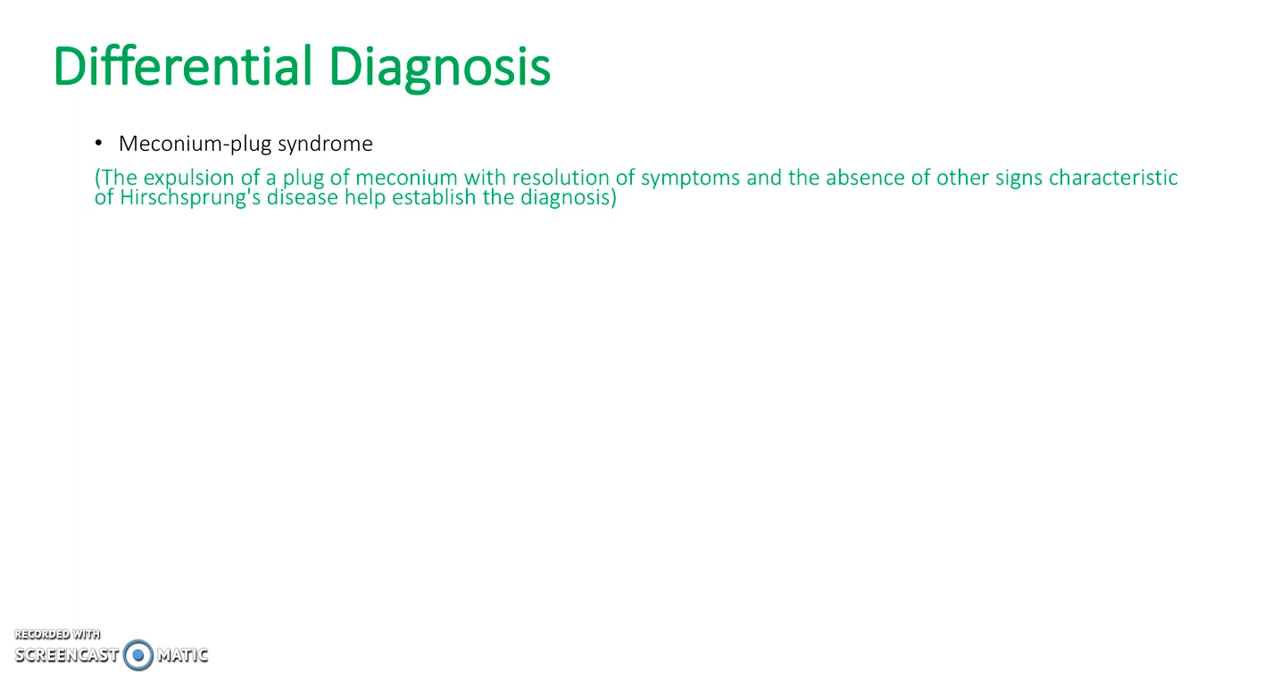 Differential Diagnosis
• Meconium-plug syndrome
(The expulsion of a plug of meconium with resolution of symptoms and the absence of other signs characteristic
of Hirschsprung's disease help establish the diagnosis)
RECORDED WITH
SCREENCAST MATIC